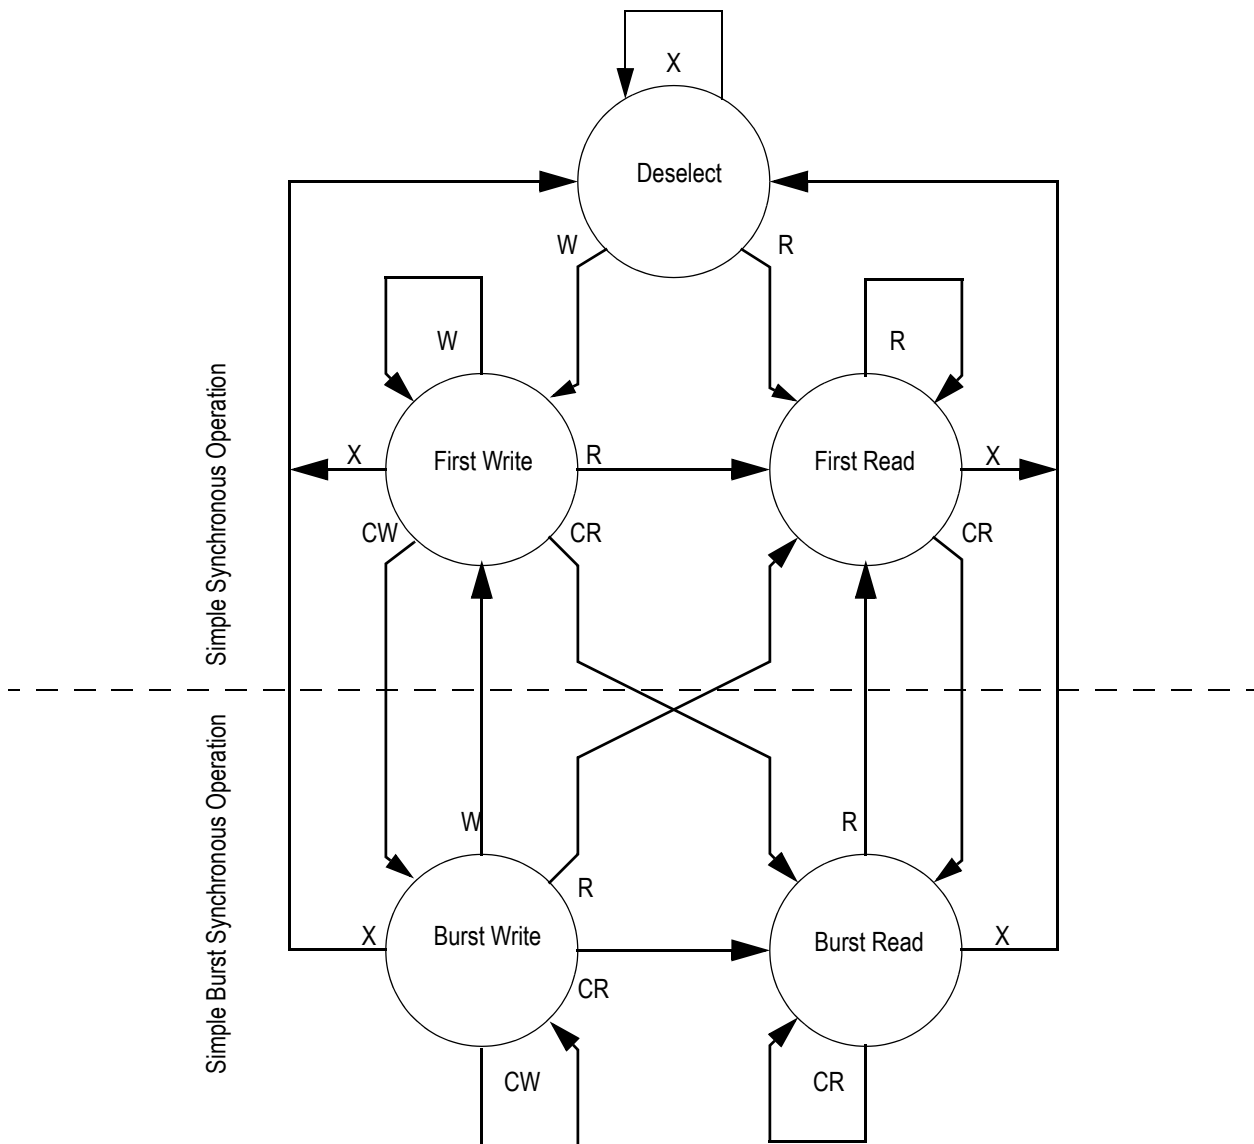 X
Deselect
W
R
W
R
Simple Synchronous Operation
X
First Write
R
First Read
X
CW
CR
CR
Simple Burst Synchronous Operation
W
R
R
X
Burst Write
Burst Read
X
CR
CW
CR